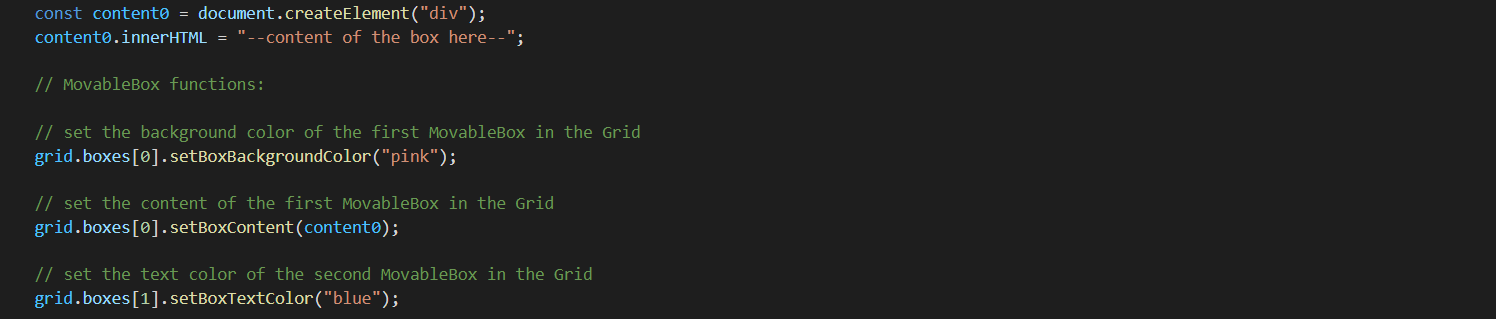 const content0 = document.createElement("div");
content0.innerHTML = "--content of the box here--";
// MovableBox functions:
// set the background color of the first MovableBox in the Grid
grid.boxes[0].setBoxBackgroundColor("pink");
// set the content of the first MovableBox in the Grid
grid.boxes[0].setBoxContent(content0);
// set the text color of the second MovableBox in the Grid
grid.boxes[1].setBoxTextColor("blue");